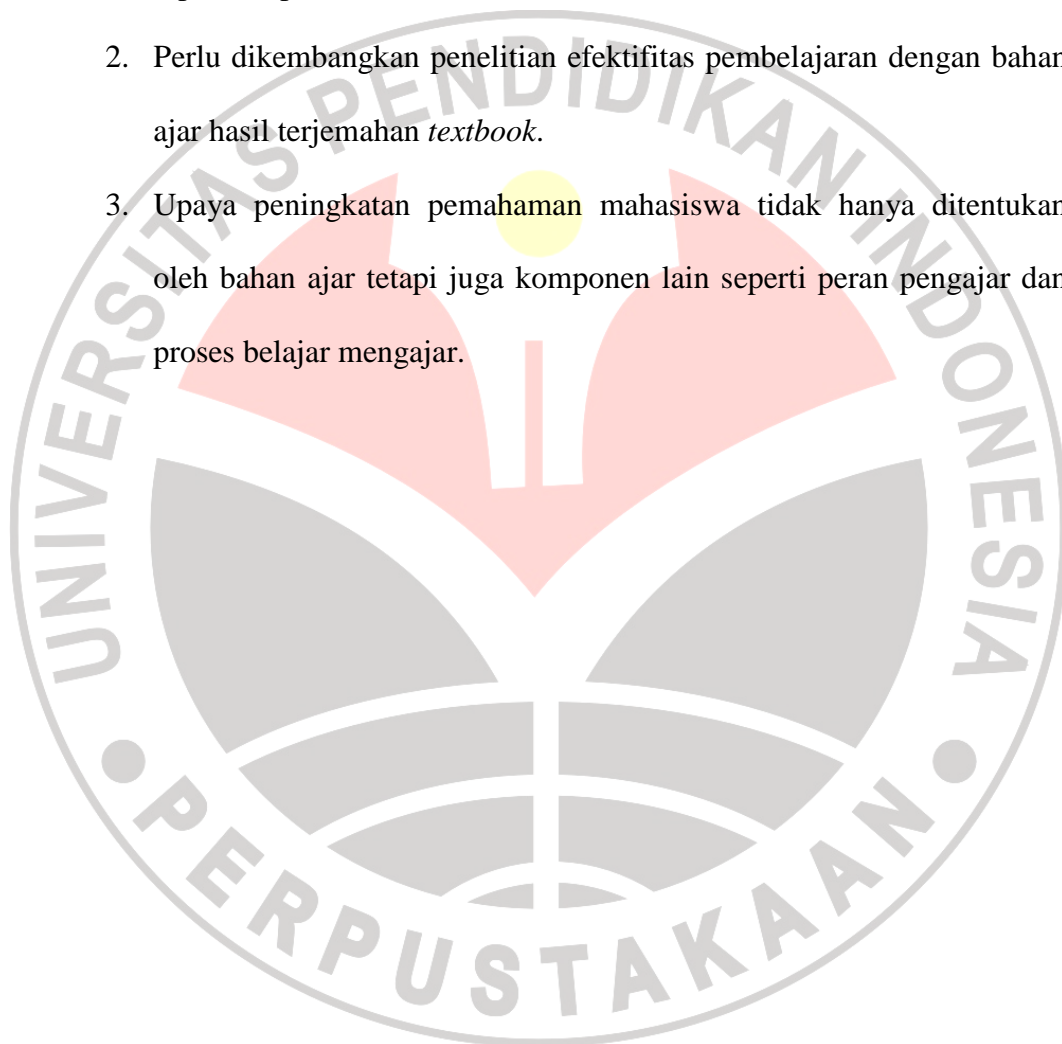 2. Perlu dikembangkan penelitian efektifitas pembelajaran dengan bahan
ajar hasil terjemahan textbook.
3. Upaya peningkatan pemahaman mahasiswa tidak hanya ditentukan
oleh bahan ajar tetapi juga komponen lain seperti peran pengajar dan
proses belajar mengajar.
UNIVERSITAS PENDIDIKAN INDONESIA
PERPUSTAKAAN